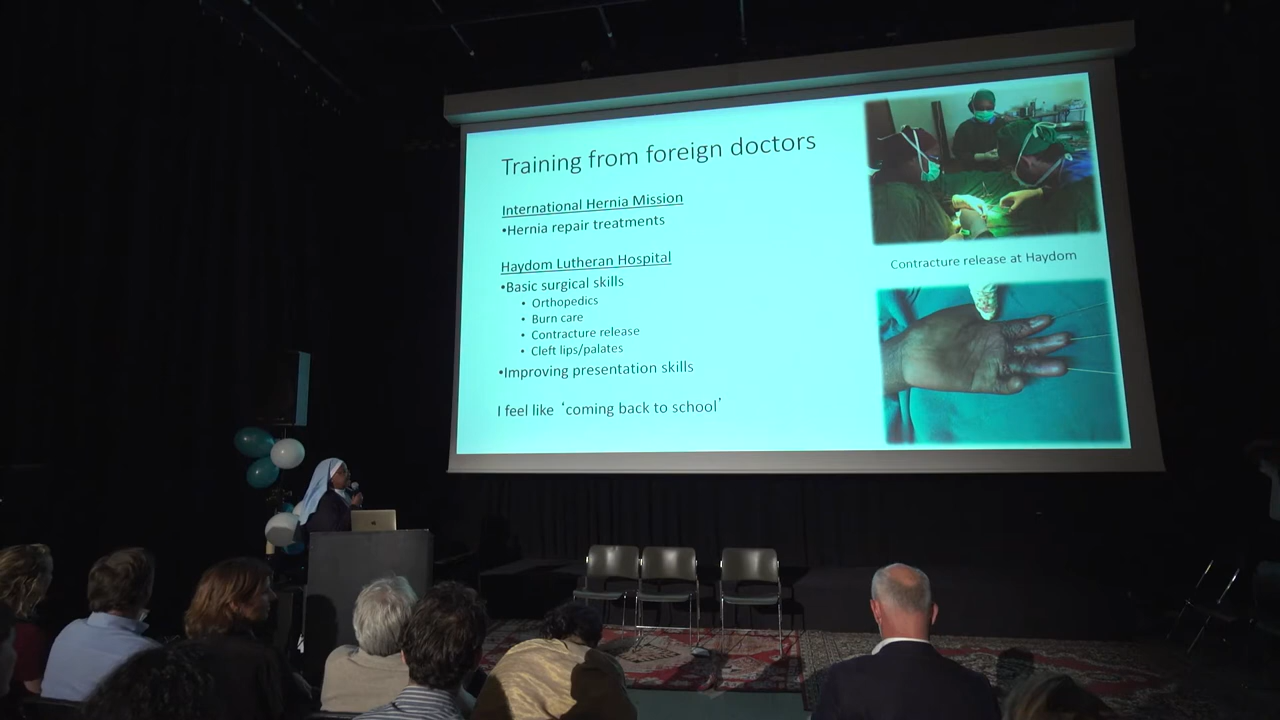 Training from foreign doctors
International Hernia Mission
•Hernia repair treatments
Haydom Lutheran Hospital
•Basic surgical skills
• Orthopedics
• Burn care
• Contracture release
• Cleft lips/palates
•Improving presentation skills
I feel like ‘coming back to school’
Contracture release at Haydom